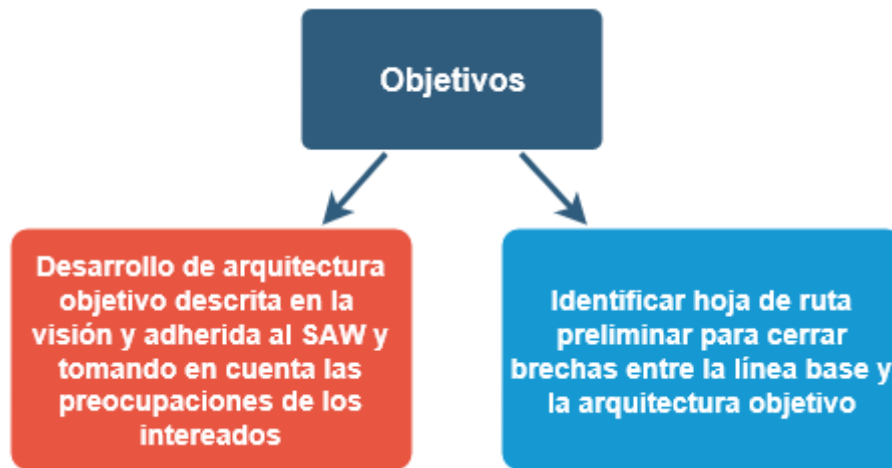 Objetivos
Desarrollo de arquitectura
objetivo descrita en la
visión y adherida al SAW y
tomando en cuenta las
preocupaciones de los
intereados
Identificar hoja de ruta
preliminar para cerrar
brechas entre la línea base y
la arquitectura objetivo